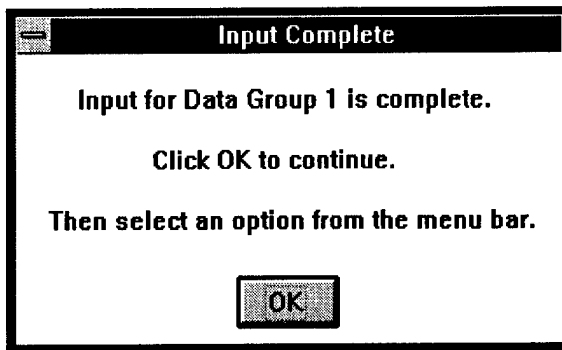 Input Complete
Input for Data Group 1 is complete.
Click OK to continue.
Then select an option from the menu bar.
OK